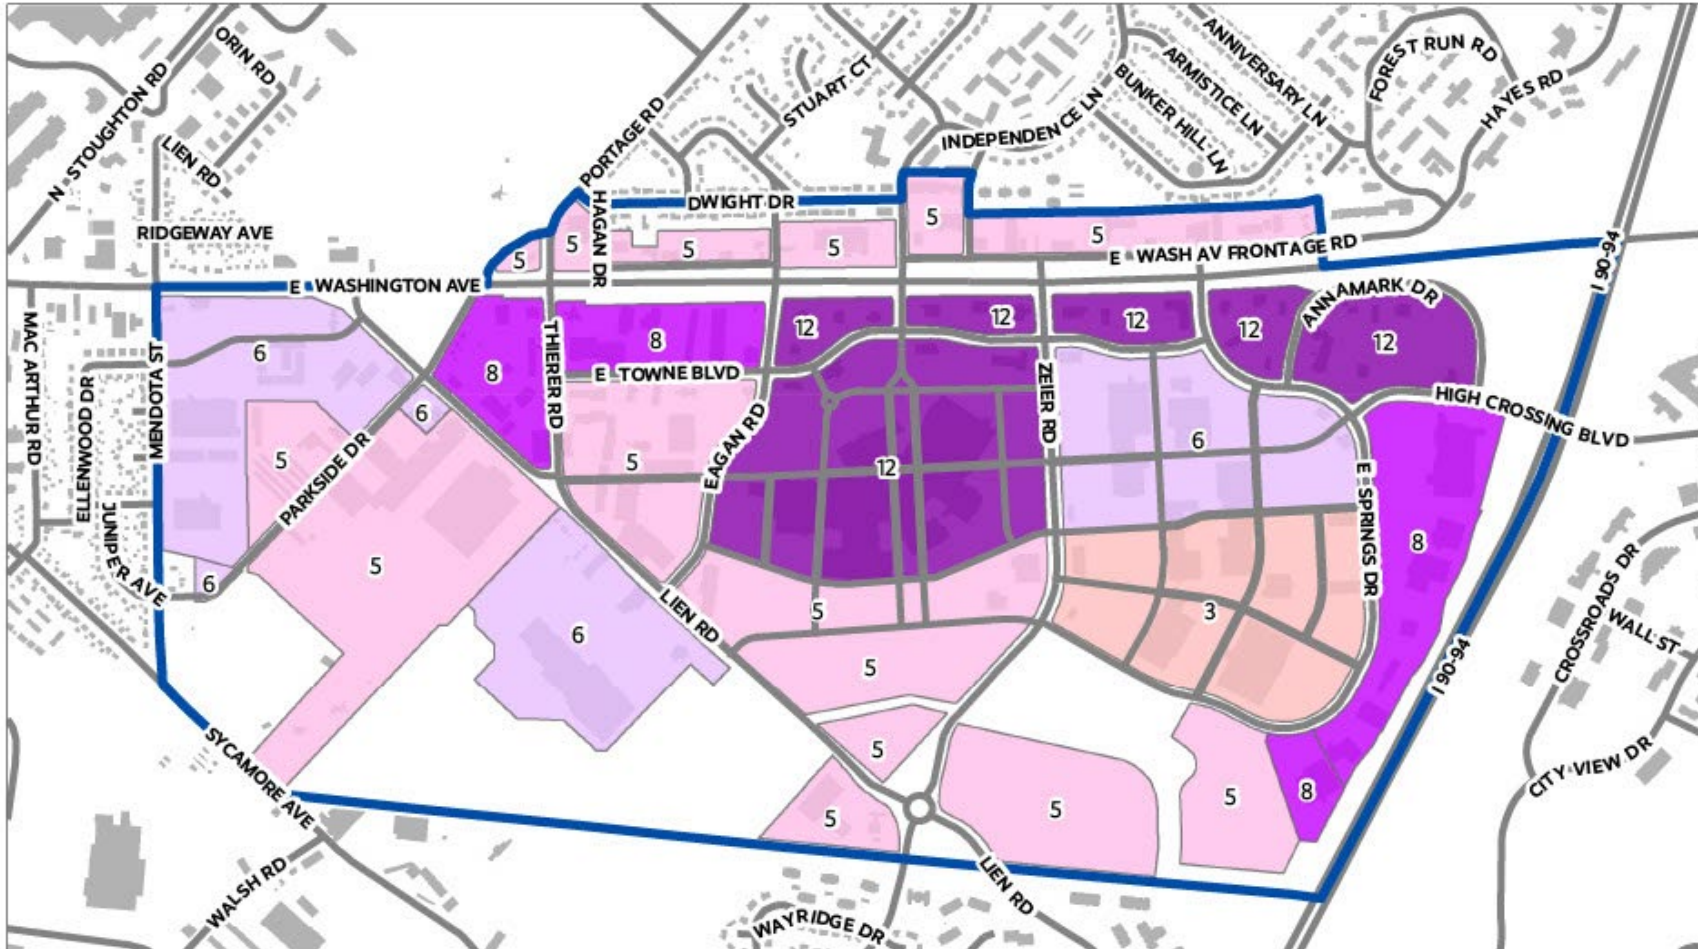 ORIN RD
N STOUGHTON RD
LIEN RD
PORTAGE RD
STUART CT
INDEPENDENCE LN
ANNIVERSARY LN
ARMISTICE LN
BUNKER HILL LN
FOREST RUN RD
HAYES RD
RIDGEWAY AVE
HAGAN DR
DWIGHT DR
5
5
5
5
5
5
E WASH AV FRONTAGE RD
I 90-94
E WASHINGTON AVE
MAC ARTHUR RD
ELLENWOOD DR
MENDOTA ST
JUNIPER AVE
6
6
8
THIERER RD
8
E TOWNE BLVD
12
12
12
12
ANNAMARK DR
12
HIGH CROSSING BLVD
5
PARKSIDE DR
5
EAGAN RD
12
ZEIER RD
6
E SPRINGS DR
8
6
5
6
LIEN RD
5
3
5
CROSSROADS DR
WALL ST
I 90-94
CITY VIEW DR
SYCAMORE AVE
5
5
5
5
8
WALSH RD
LIEN RD
WAYRIDGE DR